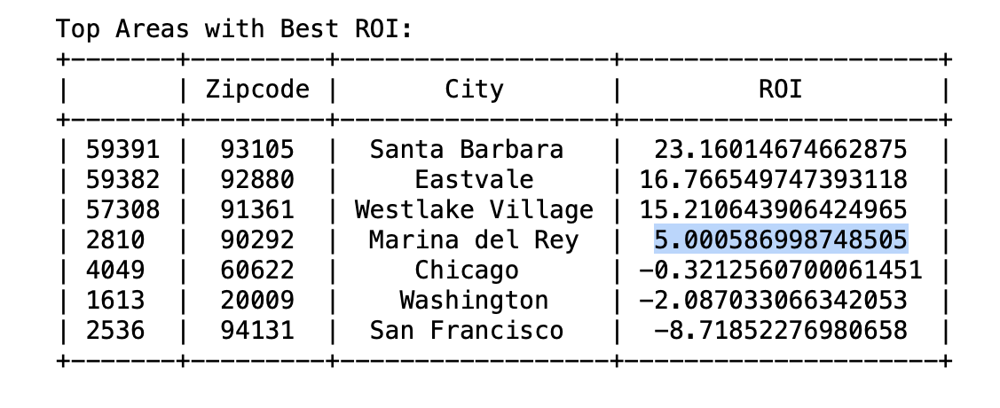 Top Areas with Best ROI:
+-------+---------+------------------+---------------------+
|       | Zipcode |       City       |         ROI         |
+-------+---------+------------------+---------------------+
| 59391 |  93105  |  Santa Barbara   |  23.16014674662875  |
| 59382 |  92880  |     Eastvale     | 16.766549747393118  |
| 57308 |  91361  | Westlake Village | 15.210643906424965  |
| 2810  |  90292  |  Marina del Rey  |  5.000586998748505  |
| 4049  |  60622  |     Chicago      | -0.3212560700061451 |
| 1613  |  20009  |    Washington    | -2.087033066342053  |
| 2536  |  94131  |  San Francisco   |  -8.71852276980658  |
+-------+---------+------------------+---------------------+